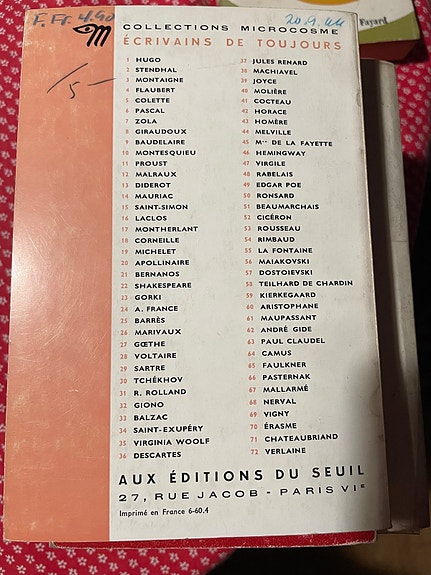 F. Fr. 4.90
Fayard
COLLECTIONS MICROCOSME
ÉCRIVAINS DE TOUJOURS
15
1 HUGO
2 STENDHAL
3 MONTAIGNE
4 FLAUBERT
5 COLETTE
6 PASCAL
7 ZOLA
8 GIRAUDOUX
9 BAUDELAIRE
10 MONTESQUIEU
11 PROUST
12 MALRAUX
13 DIDEROT
14 MAURIAC
15 SAINT-SIMON
16 LACLOS
17 MONTHERLANT
18 CORNEILLE
19 MICHELET
20 APOLLINAIRE
21 BERNANOS
22 SHAKESPEARE
23 GORKI
24 A. FRANCE
25 BARRÈS
26 MARIVAUX
27 GŒTHE
28 VOLTAIRE
29 SARTRE
30 TCHÉKHOV
31 R. ROLLAND
32 GIONO
33 BALZAC
34 SAINT-EXUPÉRY
35 VIRGINIA WOOLF
36 DESCARTES
37 JULES RENARD
38 MACHIAVEL
39 JOYCE
40 MOLIÈRE
41 COCTEAU
42 HORACE
43 HOMÈRE
44 MELVILLE
45 Mme DE LA FAYETTE
46 HEMINGWAY
47 VIRGILE
48 RABELAIS
49 EDGAR POE
50 RONSARD
51 BEAUMARCHAIS
52 CICÉRON
53 ROUSSEAU
54 RIMBAUD
55 LA FONTAINE
56 MAIAKOVSKI
57 DOSTOIEVSKI
58 TEILHARD DE CHARDIN
59 KIERKEGAARD
60 ARISTOPHANE
61 MAUPASSANT
62 ANDRÉ GIDE
63 PAUL CLAUDEL
64 CAMUS
65 FAULKNER
66 PASTERNAK
67 MALLARMÉ
68 NERVAL
69 VIGNY
70 ÉRASME
71 CHATEAUBRIAND
72 VERLAINE
AUX ÉDITIONS DU SEUIL
27, RUE JACOB - PARIS VIe
Imprimé en France 6-60.4